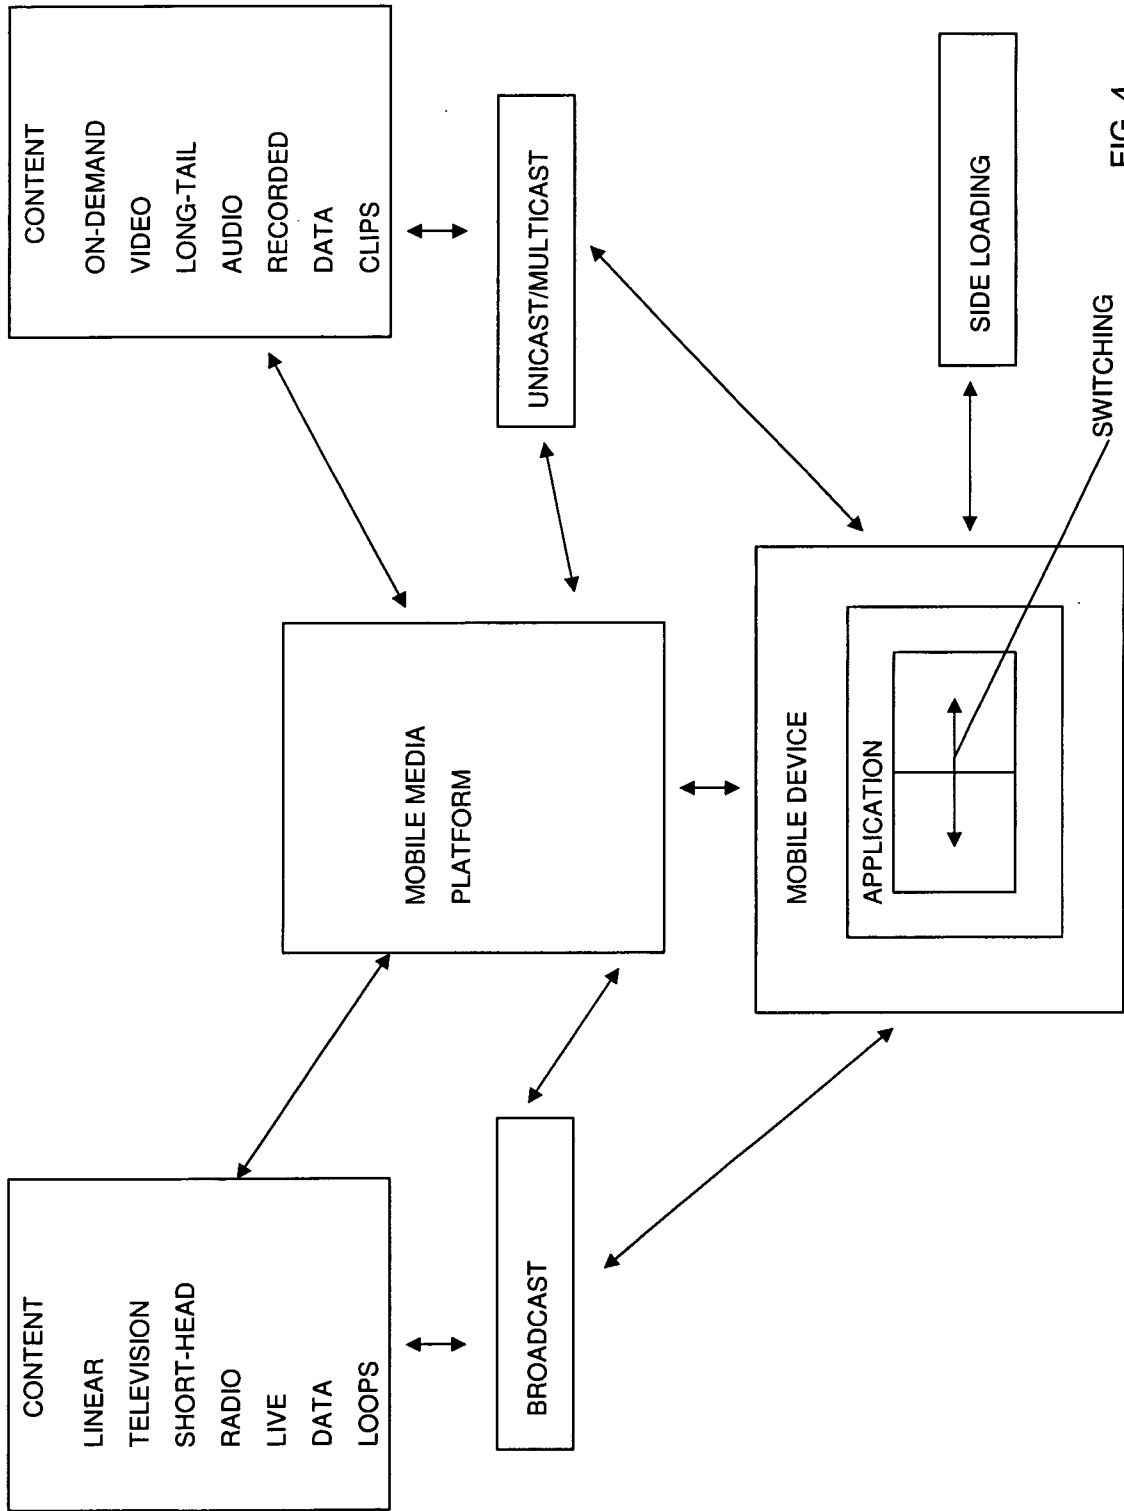 CONTENT
LINEAR
TELEVISION
SHORT-HEAD
RADIO
LIVE
DATA
LOOPS
CONTENT
ON-DEMAND
VIDEO
LONG-TAIL
AUDIO
RECORDED
DATA
CLIPS
MOBILE MEDIA
PLATFORM
BROADCAST
UNICAST/MULTICAST
MOBILE DEVICE
APPLICATION
SIDE LOADING
SWITCHING
FIG. 4